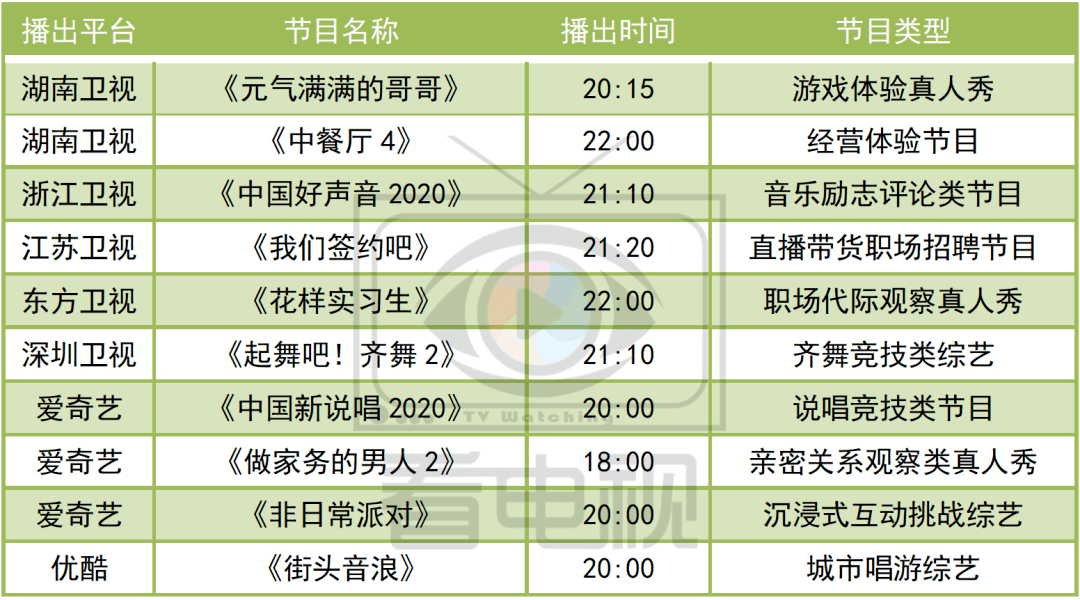 播出平台 节目名称 播出时间 节目类型
湖南卫视 《元气满满的哥哥》 20:15 游戏体验真人秀
湖南卫视 《中餐厅 4》 22:00 经营体验节目
浙江卫视 《中国好声音 2020》 21:10 音乐励志评论类节目
江苏卫视 《我们签约吧》 21:20 直播带货职场招聘节目
东方卫视 《花样实习生》 22:00 职场代际观察真人秀
深圳卫视 《起舞吧！齐舞 2》 21:10 齐舞竞技类综艺
爱奇艺 《中国新说唱 2020》 20:00 说唱竞技类节目
TV Watching
爱奇艺 《做家务的男人 2》 18:00 亲密关系观察类真人秀
看电视
爱奇艺 《非日常派对》 20:00 沉浸式互动挑战综艺
优酷 《街头音浪》 20:00 城市唱游综艺